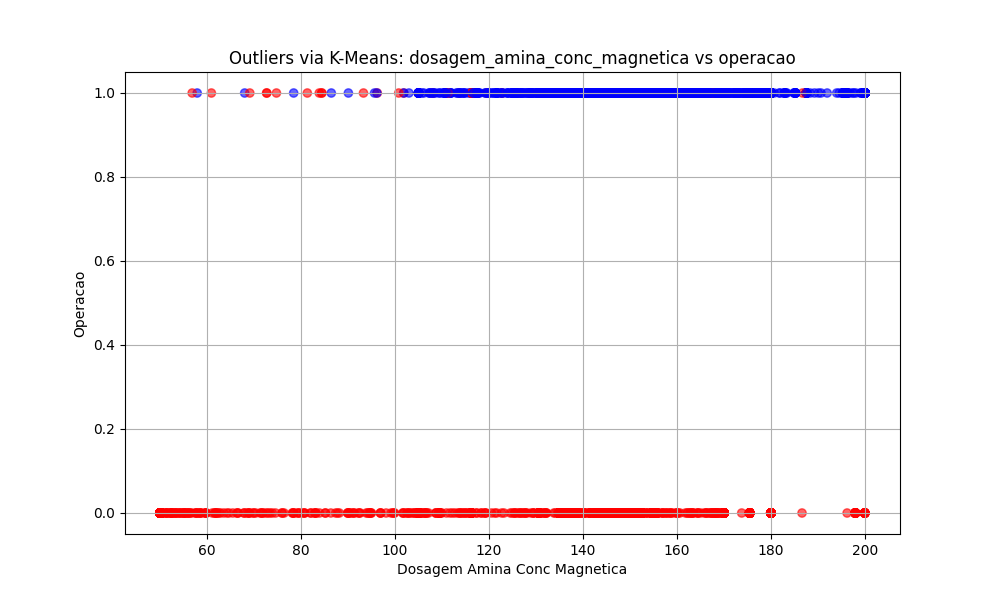 Outliers via K-Means: dosagem_amina_conc_magnetica vs operacao
1.0
0.8
0.6
0.4
0.2
0.0
Operacao
60 80 100 120 140 160 180 200
Dosagem Amina Conc Magnetica